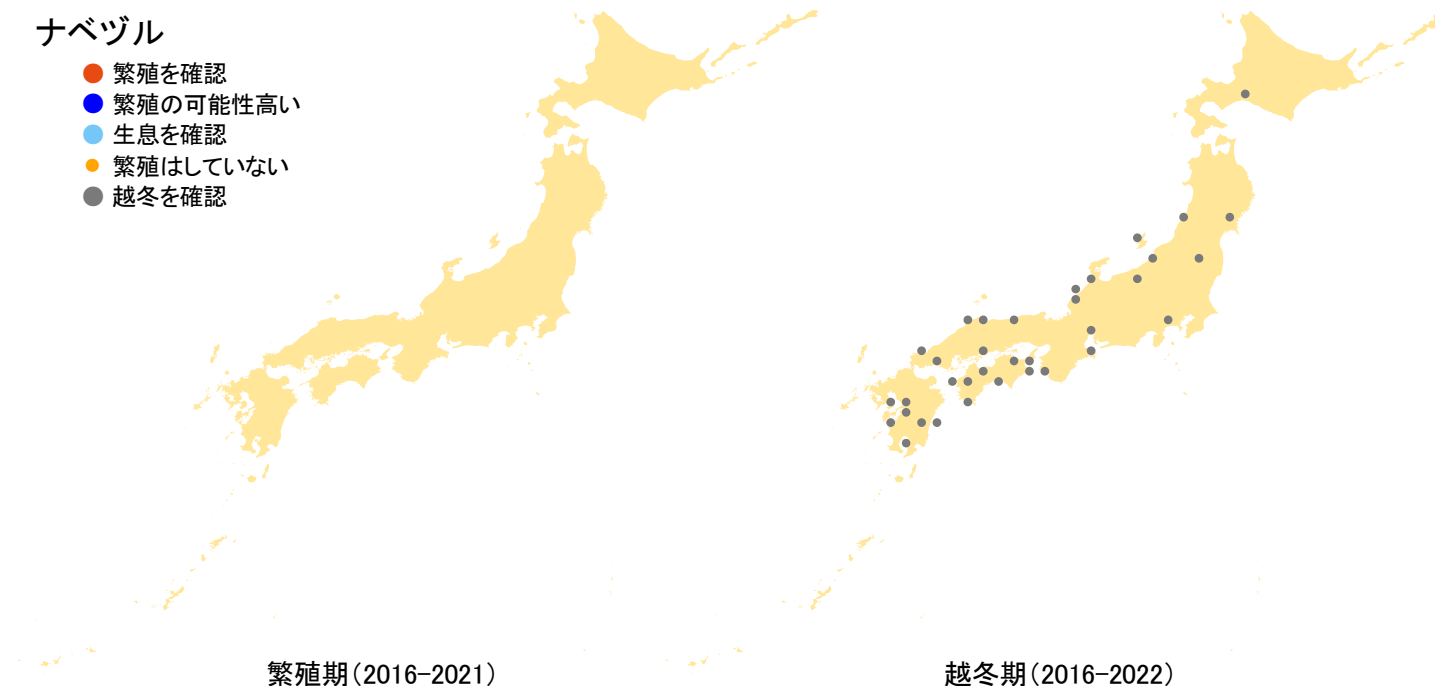 ナベヅル
繁殖を確認
繁殖の可能性高い
生息を確認
繁殖はしていない
越冬を確認
繁殖期(2016-2021)
越冬期(2016-2022)